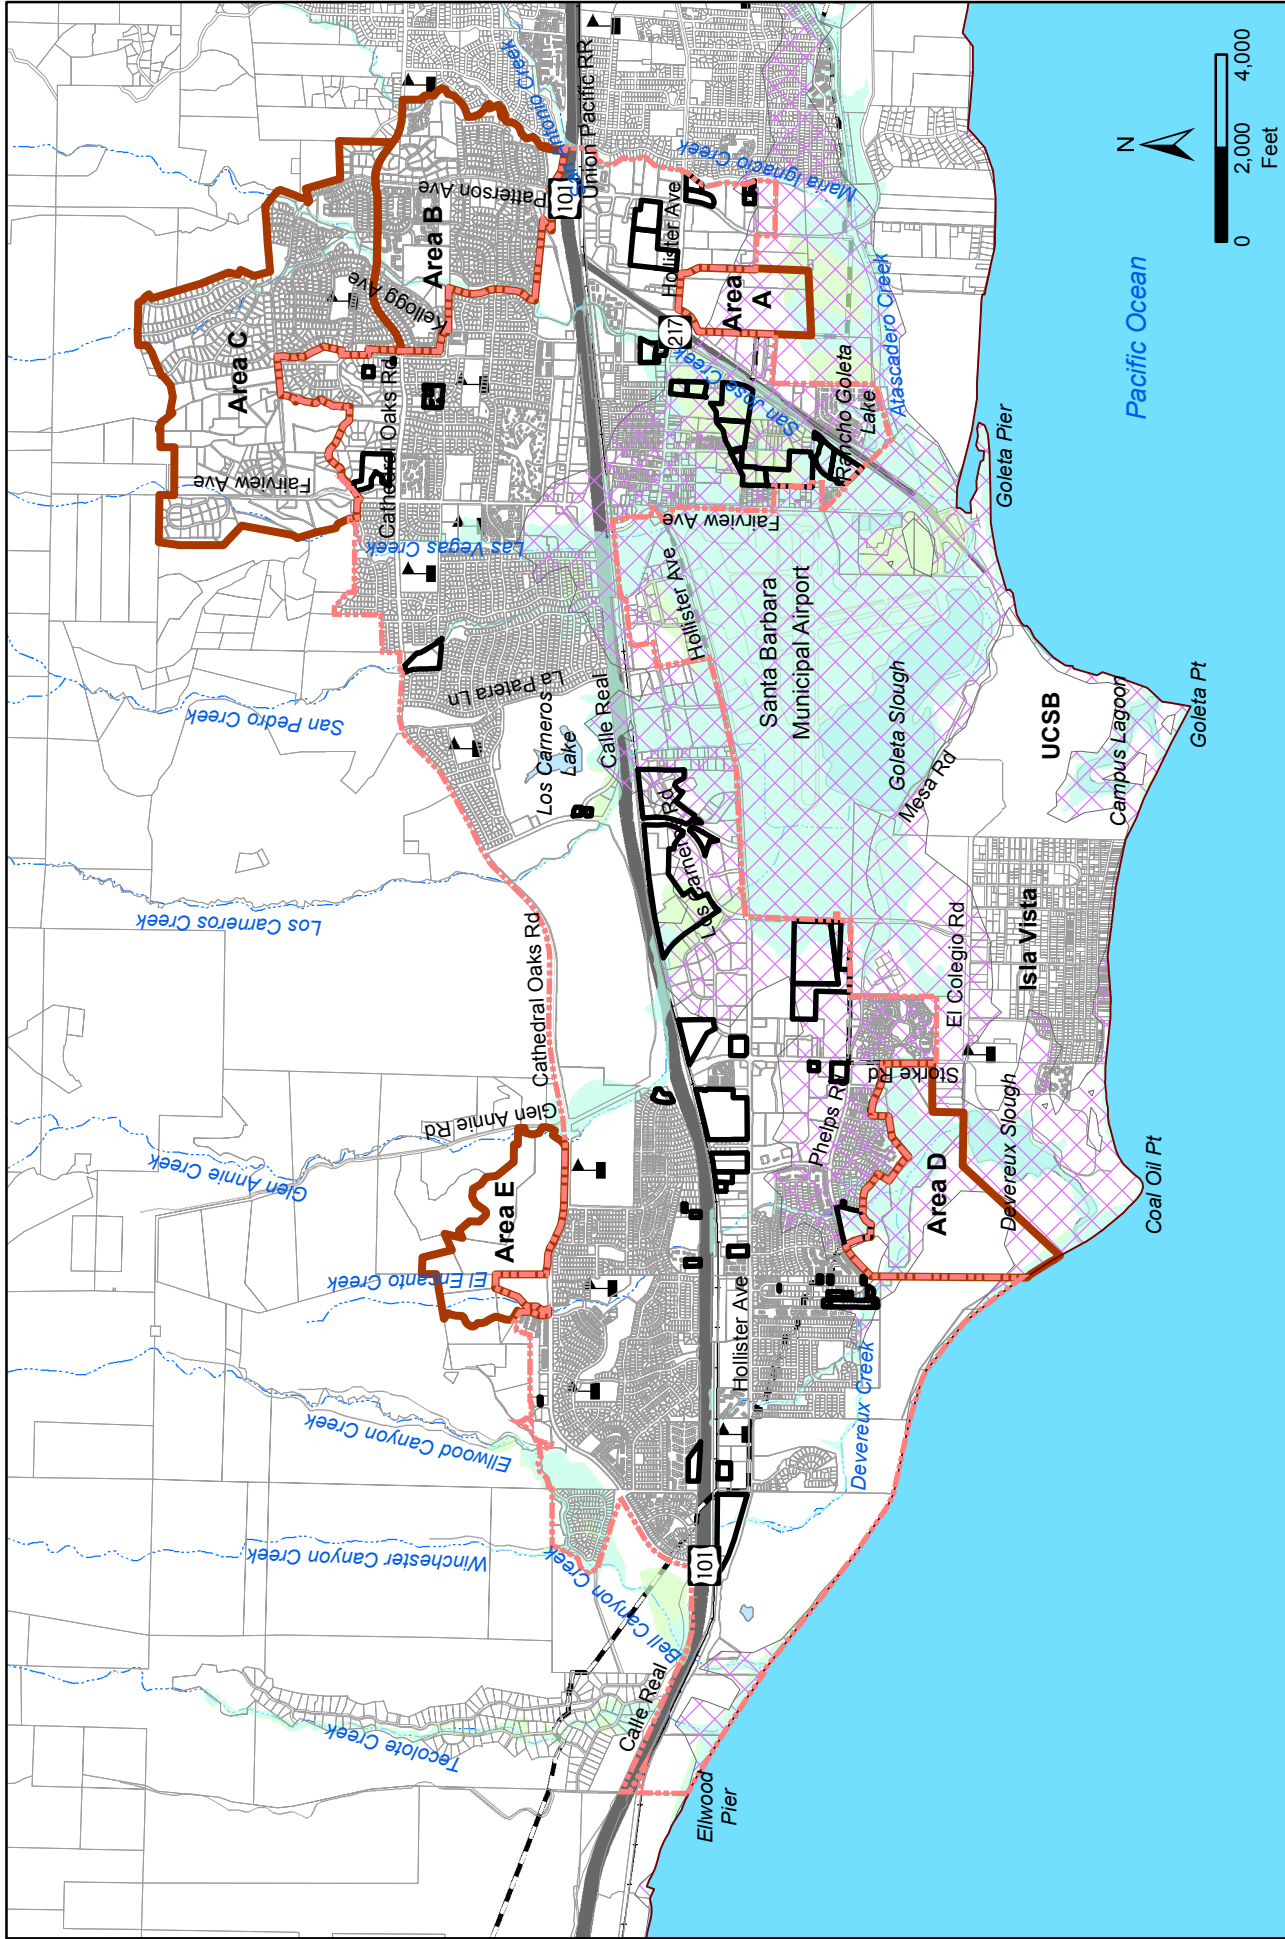 Tecolote Creek
Winchester Canyon Creek
Ellwood Canyon Creek
El Encanto Creek
Glen Annie Creek
Glen Annie Rd
Area E
Cathedral Oaks Rd
Los Carneros Creek
San Pedro Creek
Las Vegas Creek
Fairview Ave
Area C
Cathedral Oaks Rd
Kellogg Ave
Area B
Patterson Ave
San Antonio Creek
Union Pacific RR
101
Bell Canyon Creek
Calle Real
101
Ellwood
Pier
Los Carneros
Lake
La Patera Ln
Calle Real
Los Carneros Rd
Hollister Ave
Hollister Ave
Hollister Ave
217
Area
A
Maria Ignacio Creek
San Jose Creek
Rancho Goleta
Lake
Atascadero Creek
Fairview Ave
Santa Barbara
Municipal Airport
Goleta Slough
Mesa Rd
Phelps Rd
Storke Rd
El Colegio Rd
Devereux Creek
Area D
Devereux Slough
Isla Vista
UCSB
Campus Lagoon
Goleta Pier
Goleta Pt
Coal Oil Pt
Pacific Ocean
N
0
2,000
4,000
Feet